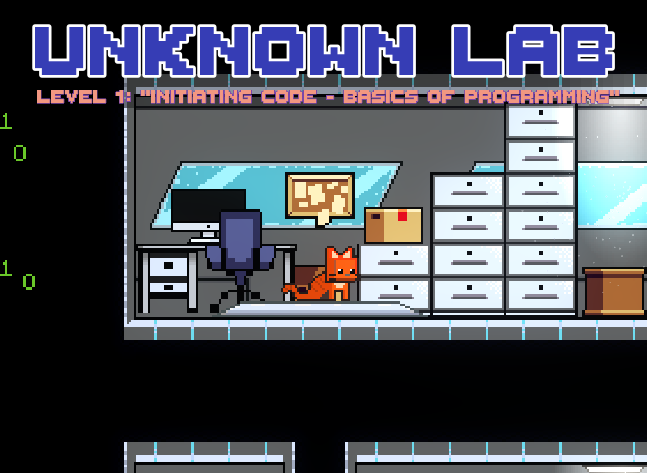 UNKNOWN LAB
LEVEL 1: "INITIATING CODE - BASICS OF PROGRAMMING"
1
0
1
0